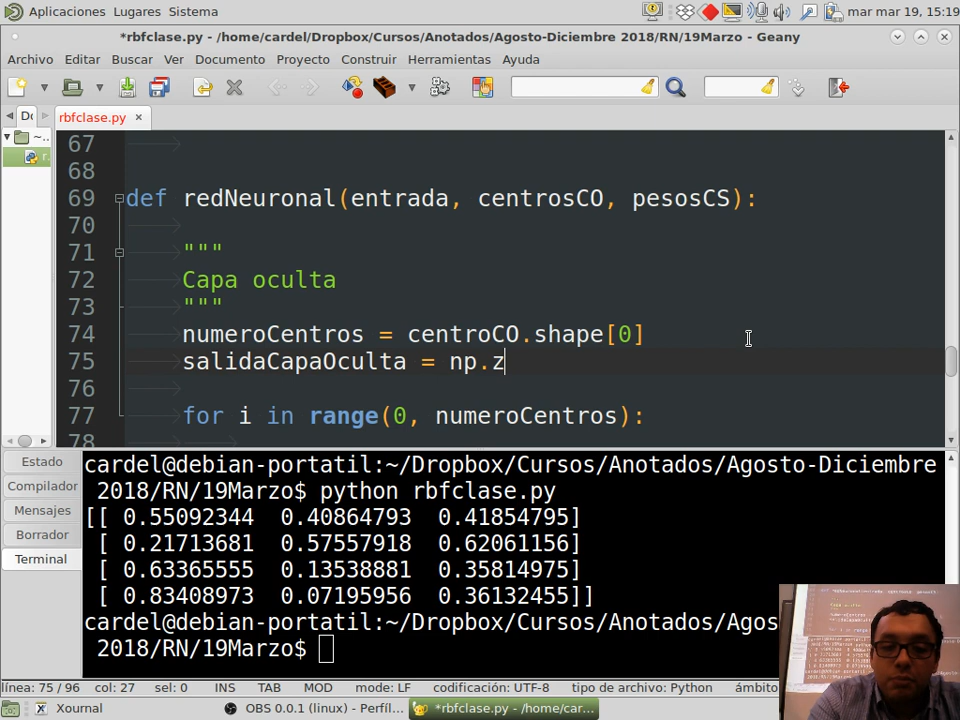 Aplicaciones Lugares Sistema mar mar 19, 15:19
*rbfclase.py - /home/cardel/Dropbox/Cursos/Anotados/Agosto-Diciembre 2018/RN/19Marzo - Geany
Archivo Editar Buscar Ver Documento Proyecto Construir Herramientas Ayuda
rbfclase.py
67
68
69 def redNeuronal(entrada, centrosCO, pesosCS):
70
71 """
72 Capa oculta
73 """
74 numeroCentros = centroCO.shape[0]
75 salidaCapaOculta = np.z
76
77 for i in range(0, numeroCentros):
78
Estado
Compilador
Mensajes
Borrador
Terminal
cardel@debian-portatil:~/Dropbox/Cursos/Anotados/Agosto-Diciembre
2018/RN/19Marzo$ python rbfclase.py
[[ 0.55092344 0.40864793 0.41854795]
[ 0.21713681 0.57557918 0.62061156]
[ 0.63365555 0.13538881 0.35814975]
[ 0.83408973 0.07195956 0.36132455]]
cardel@debian-portatil:~/Dropbox/Cursos/Anotados/Agos
2018/RN/19Marzo$
línea: 75 / 96 col: 27 sel: 0 INS TAB MOD mode: LF codificación: UTF-8 tipo de archivo: Python ámbito
Xournal OBS 0.0.1 (linux) - Perfíl... *rbfclase.py - /home/car...